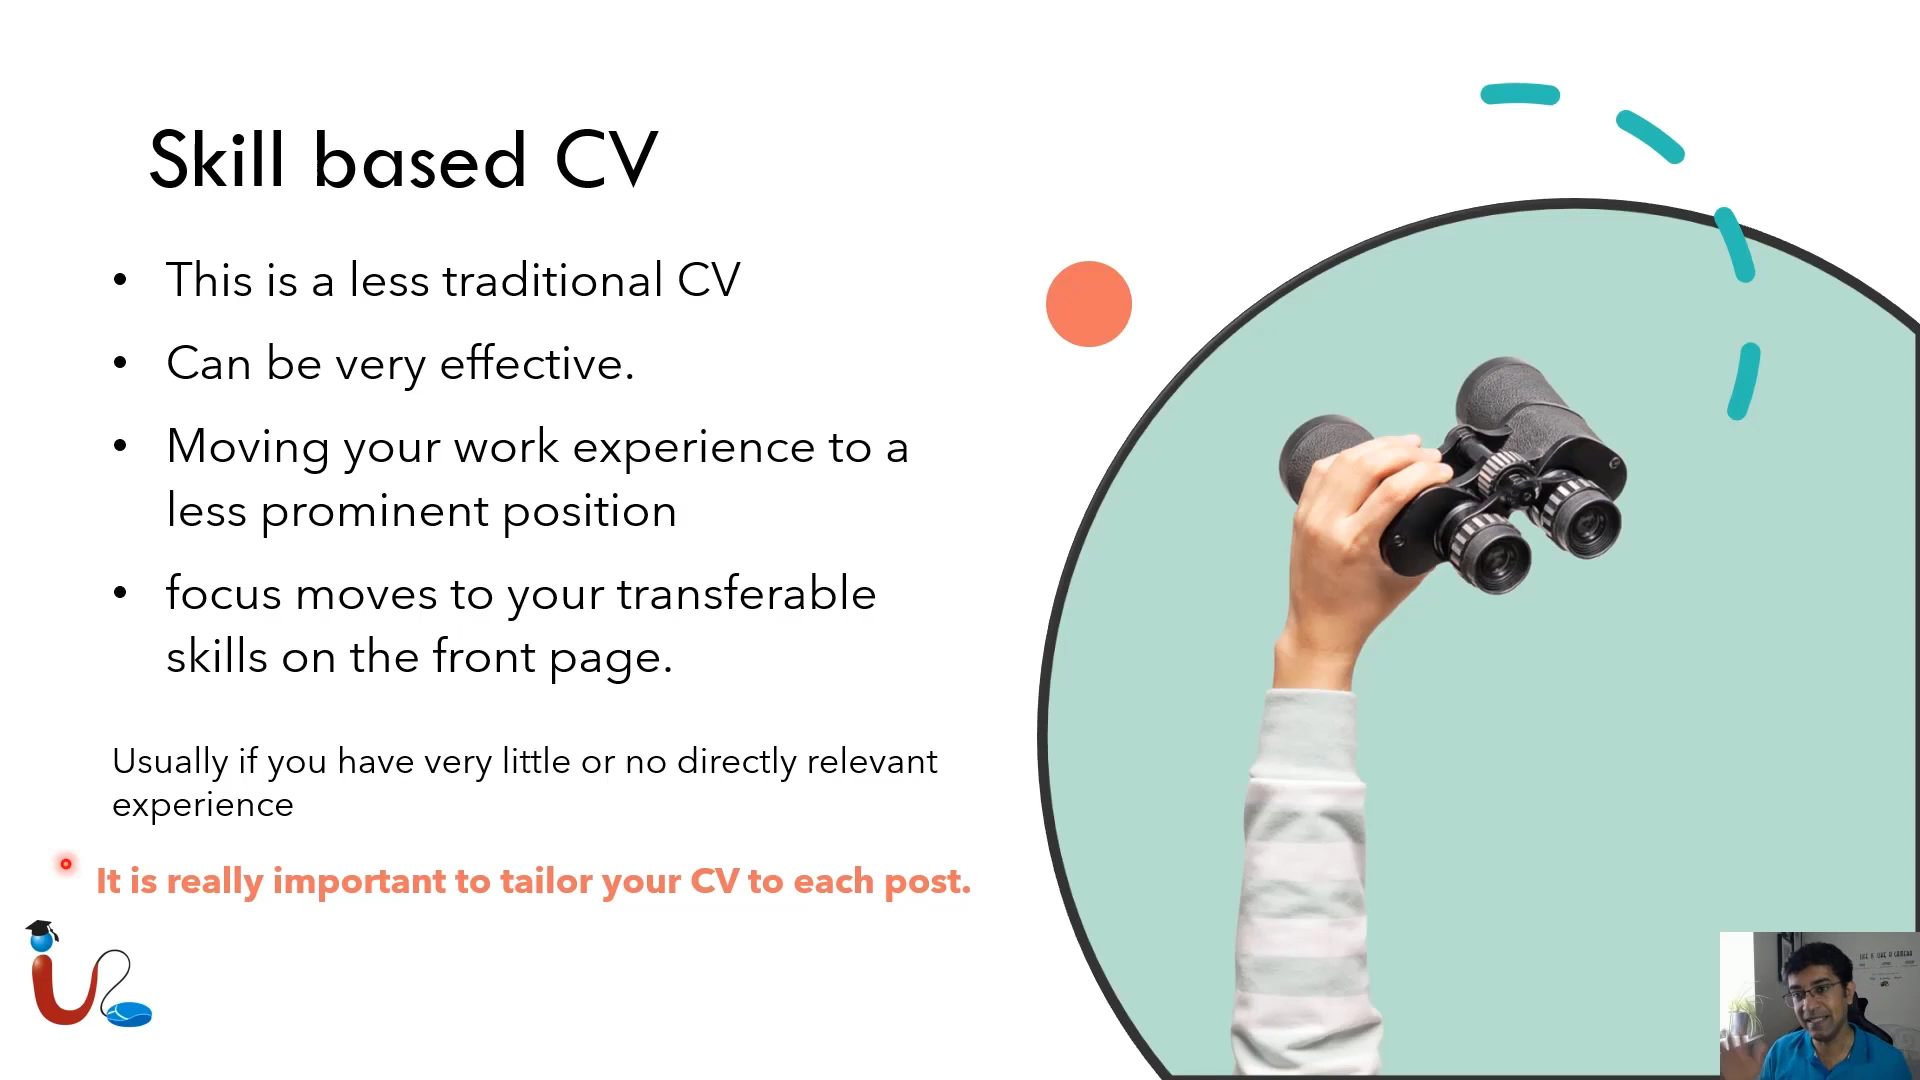 Skill based CV
• This is a less traditional CV
• Can be very effective.
• Moving your work experience to a
less prominent position
• focus moves to your transferable
skills on the front page.
Usually if you have very little or no directly relevant
experience
It is really important to tailor your CV to each post.